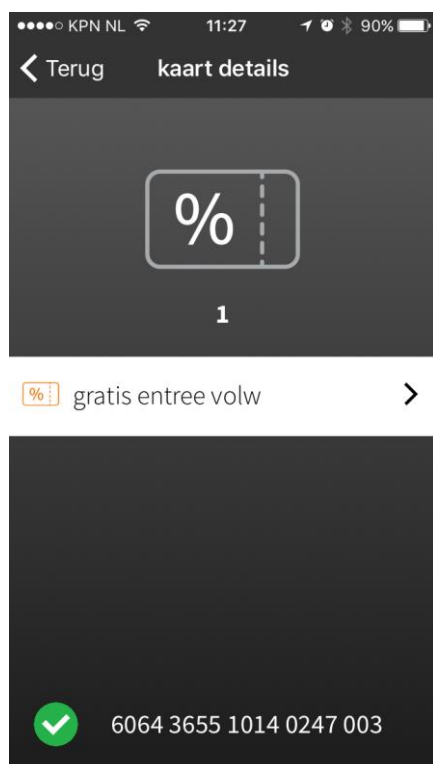 KPN NL 11:27 90%
Terug kaart details
%
1
% gratis entree volw
6064 3655 1014 0247 003